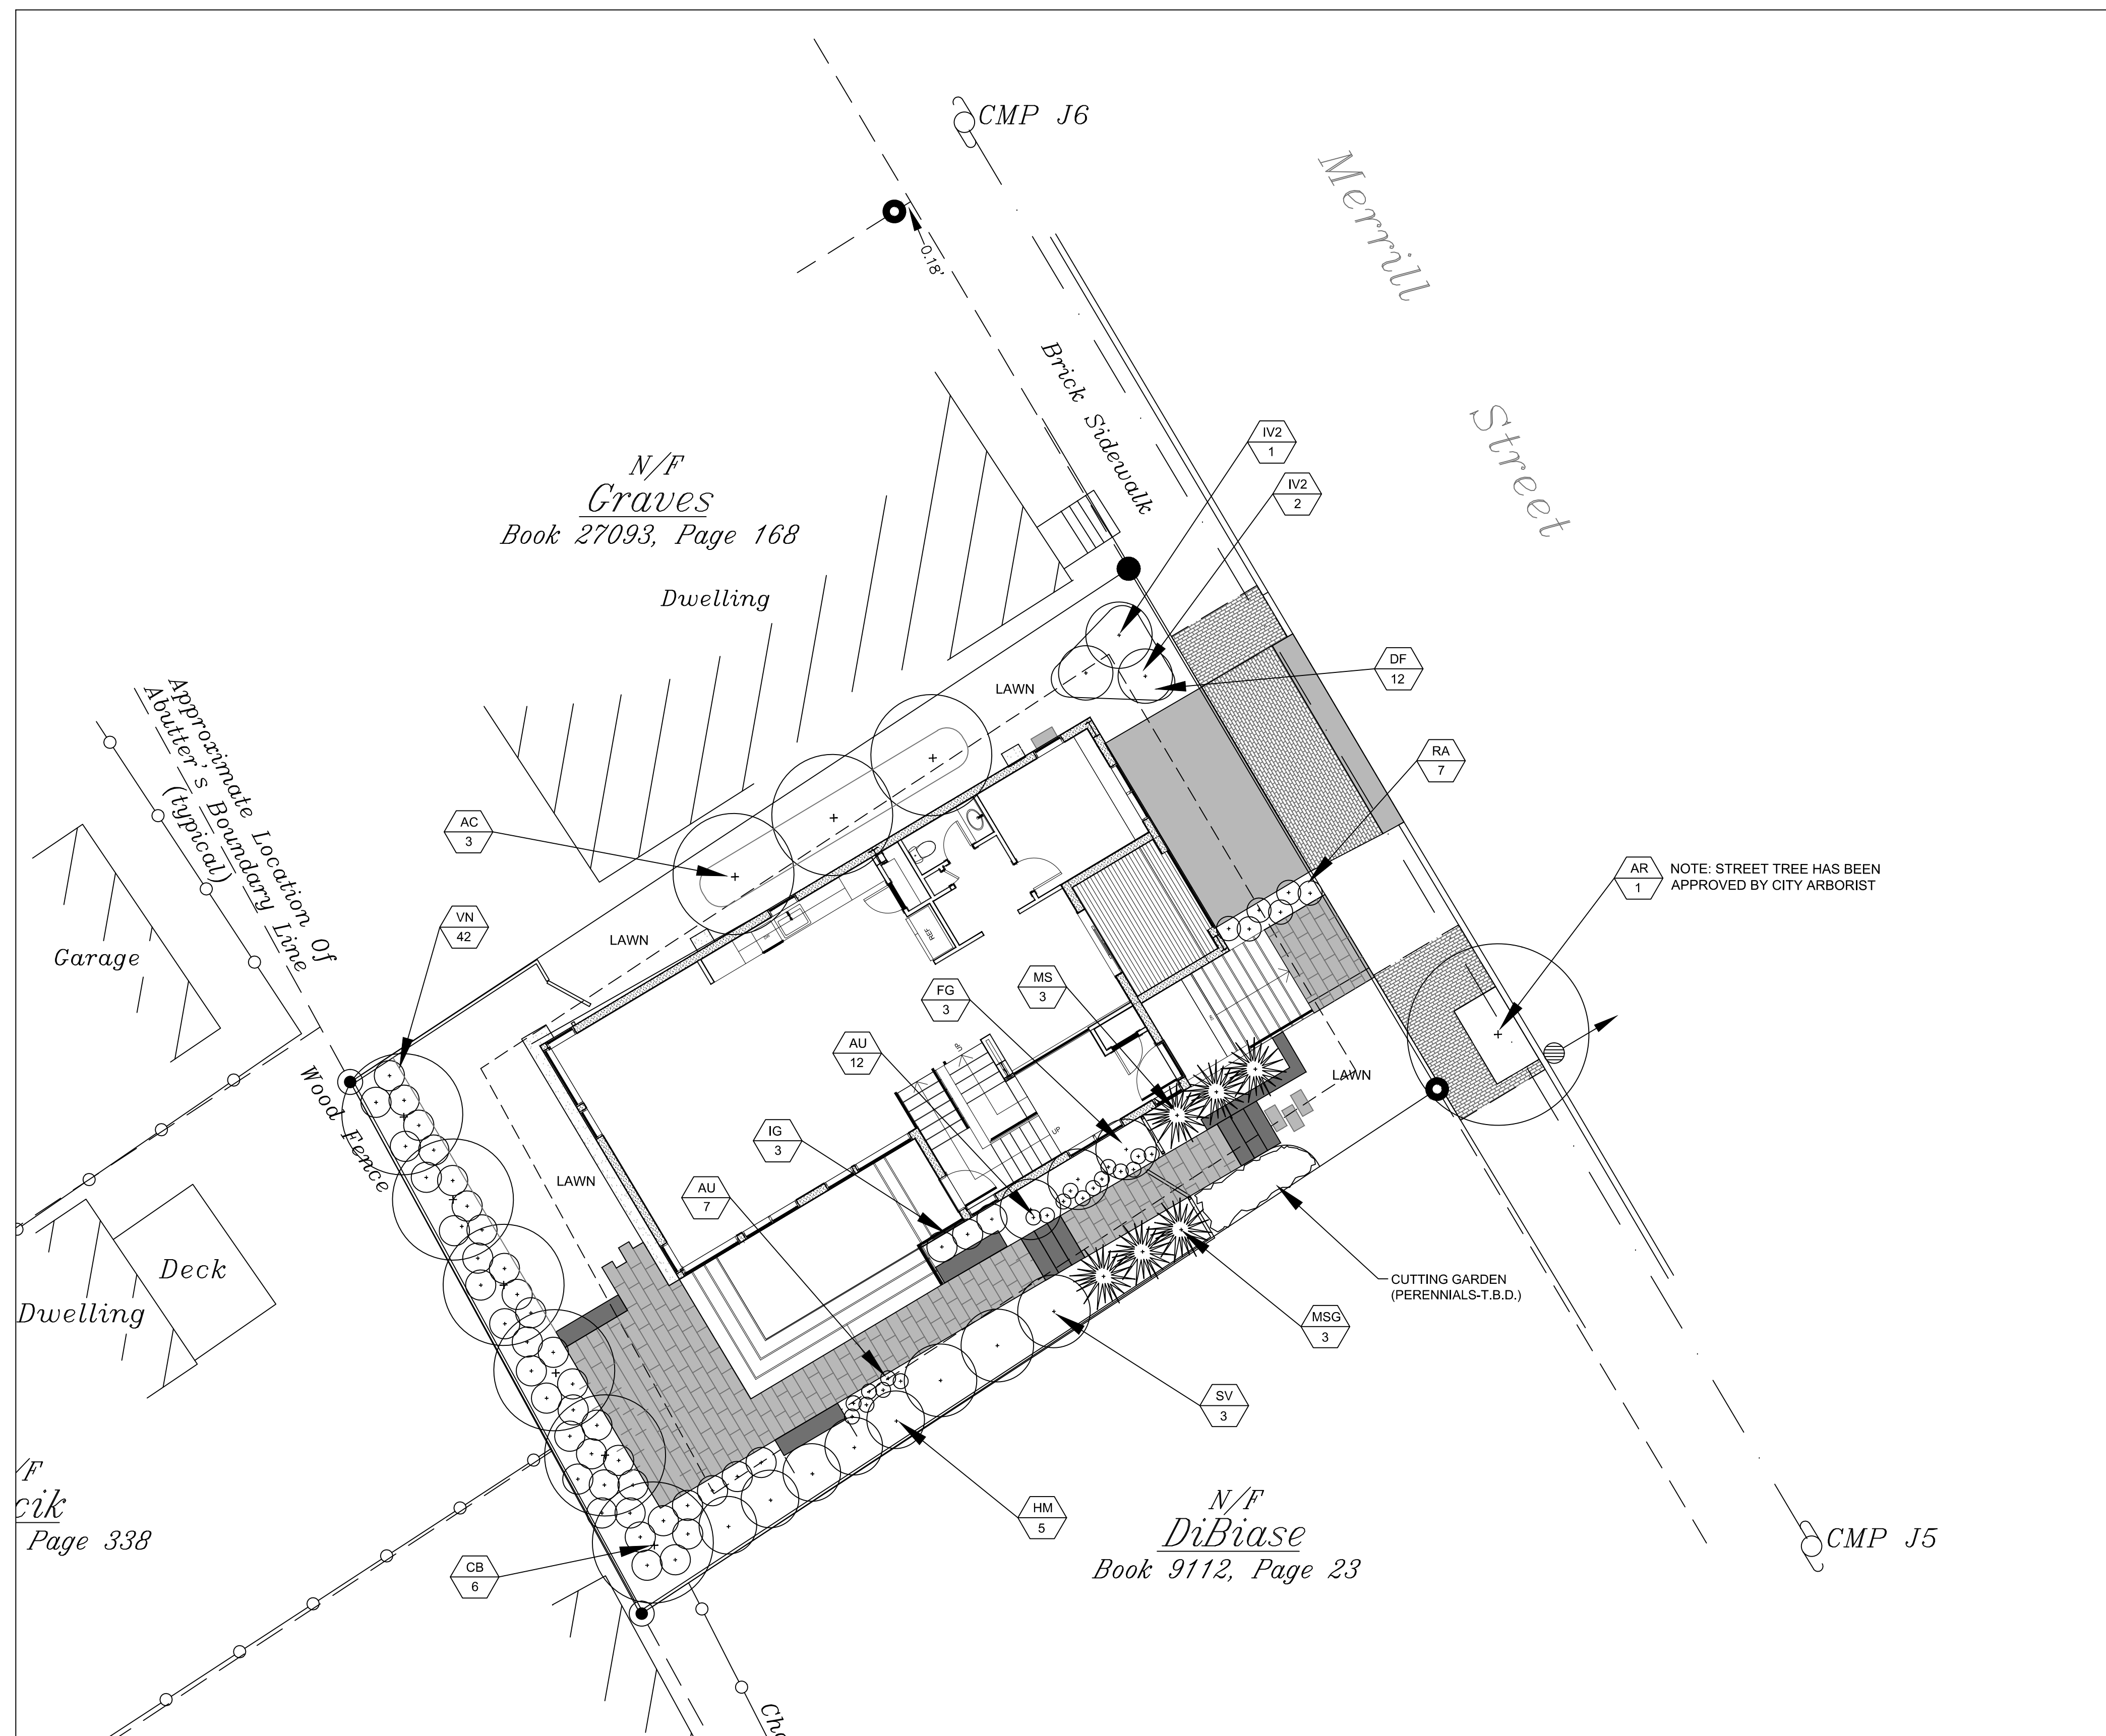 CMP J6
Merrill
Street
0.18'
Brick Sidewalk
N/F
Graves
Book 27093, Page 168
Dwelling
IV2
1
IV2
2
DF
12
LAWN
RA
7
AR
1
NOTE: STREET TREE HAS BEEN
APPROVED BY CITY ARBORIST
Approximate Location Of
Abutter's Boundary Line
(typical)
AC
3
VN
42
LAWN
REF
Garage
Wood Fence
FG
3
MS
3
AU
12
UP
UP
LAWN
IG
3
AU
7
LAWN
Deck
Dwelling
CUTTING GARDEN
(PERENNIALS-T.B.D.)
MSG
3
SV
3
HM
5
CB
6
N/F
DiBiase
Book 9112, Page 23
/F
cik
Page 338
CMP J5
Cha